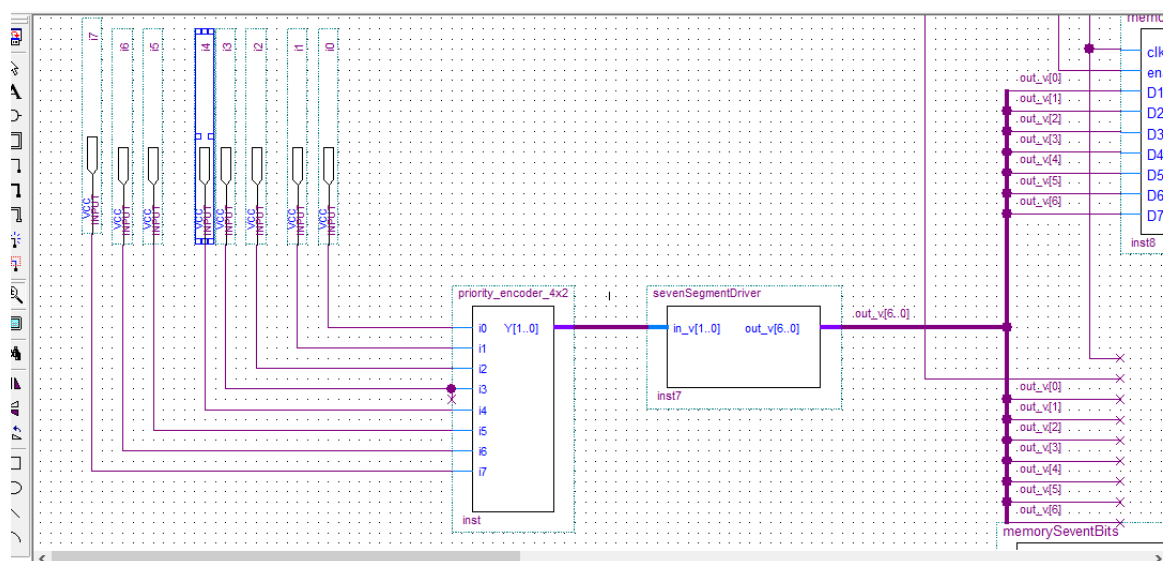 i7
i6
i5
i4
i3
i2
i1
i0
VCC
INPUT
VCC
INPUT
VCC
INPUT
VCC
INPUT
VCC
INPUT
VCC
INPUT
VCC
INPUT
VCC
INPUT
clk
en
D1
D2
D3
D4
D5
D6
D7
inst8
out_v[0]
out_v[1]
out_v[2]
out_v[3]
out_v[4]
out_v[5]
out_v[6]
priority_encoder_4x2
i0 Y[1..0]
i1
i2
i3
i4
i5
i6
i7
inst
sevenSegmentDriver
in_v[1..0] out_v[6..0]
inst7
out_v[6..0]
out_v[0]
out_v[1]
out_v[2]
out_v[3]
out_v[4]
out_v[5]
out_v[6]
memorySeventBits